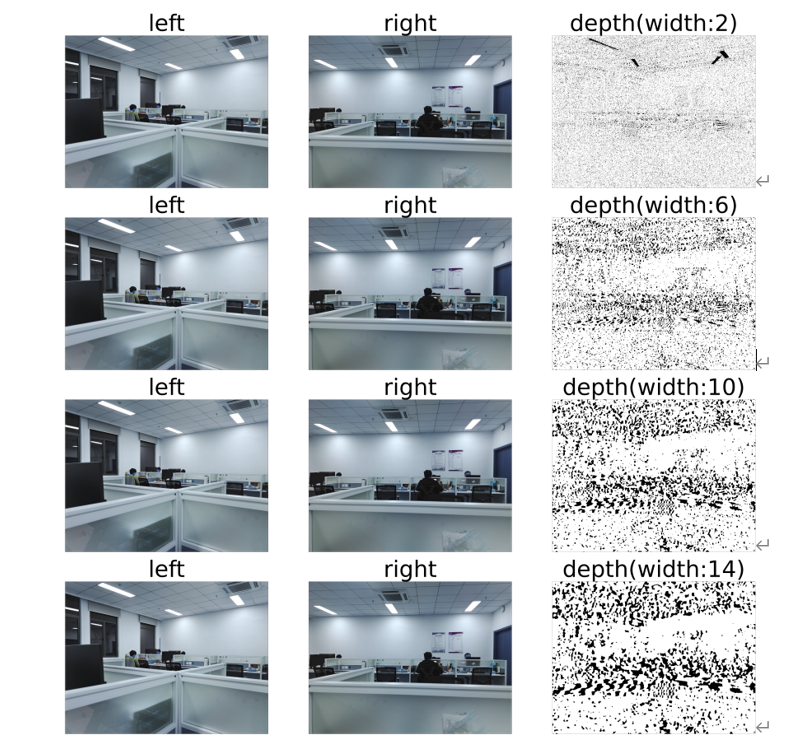 left right depth(width:2)
left right depth(width:6)
left right depth(width:10)
left right depth(width:14)